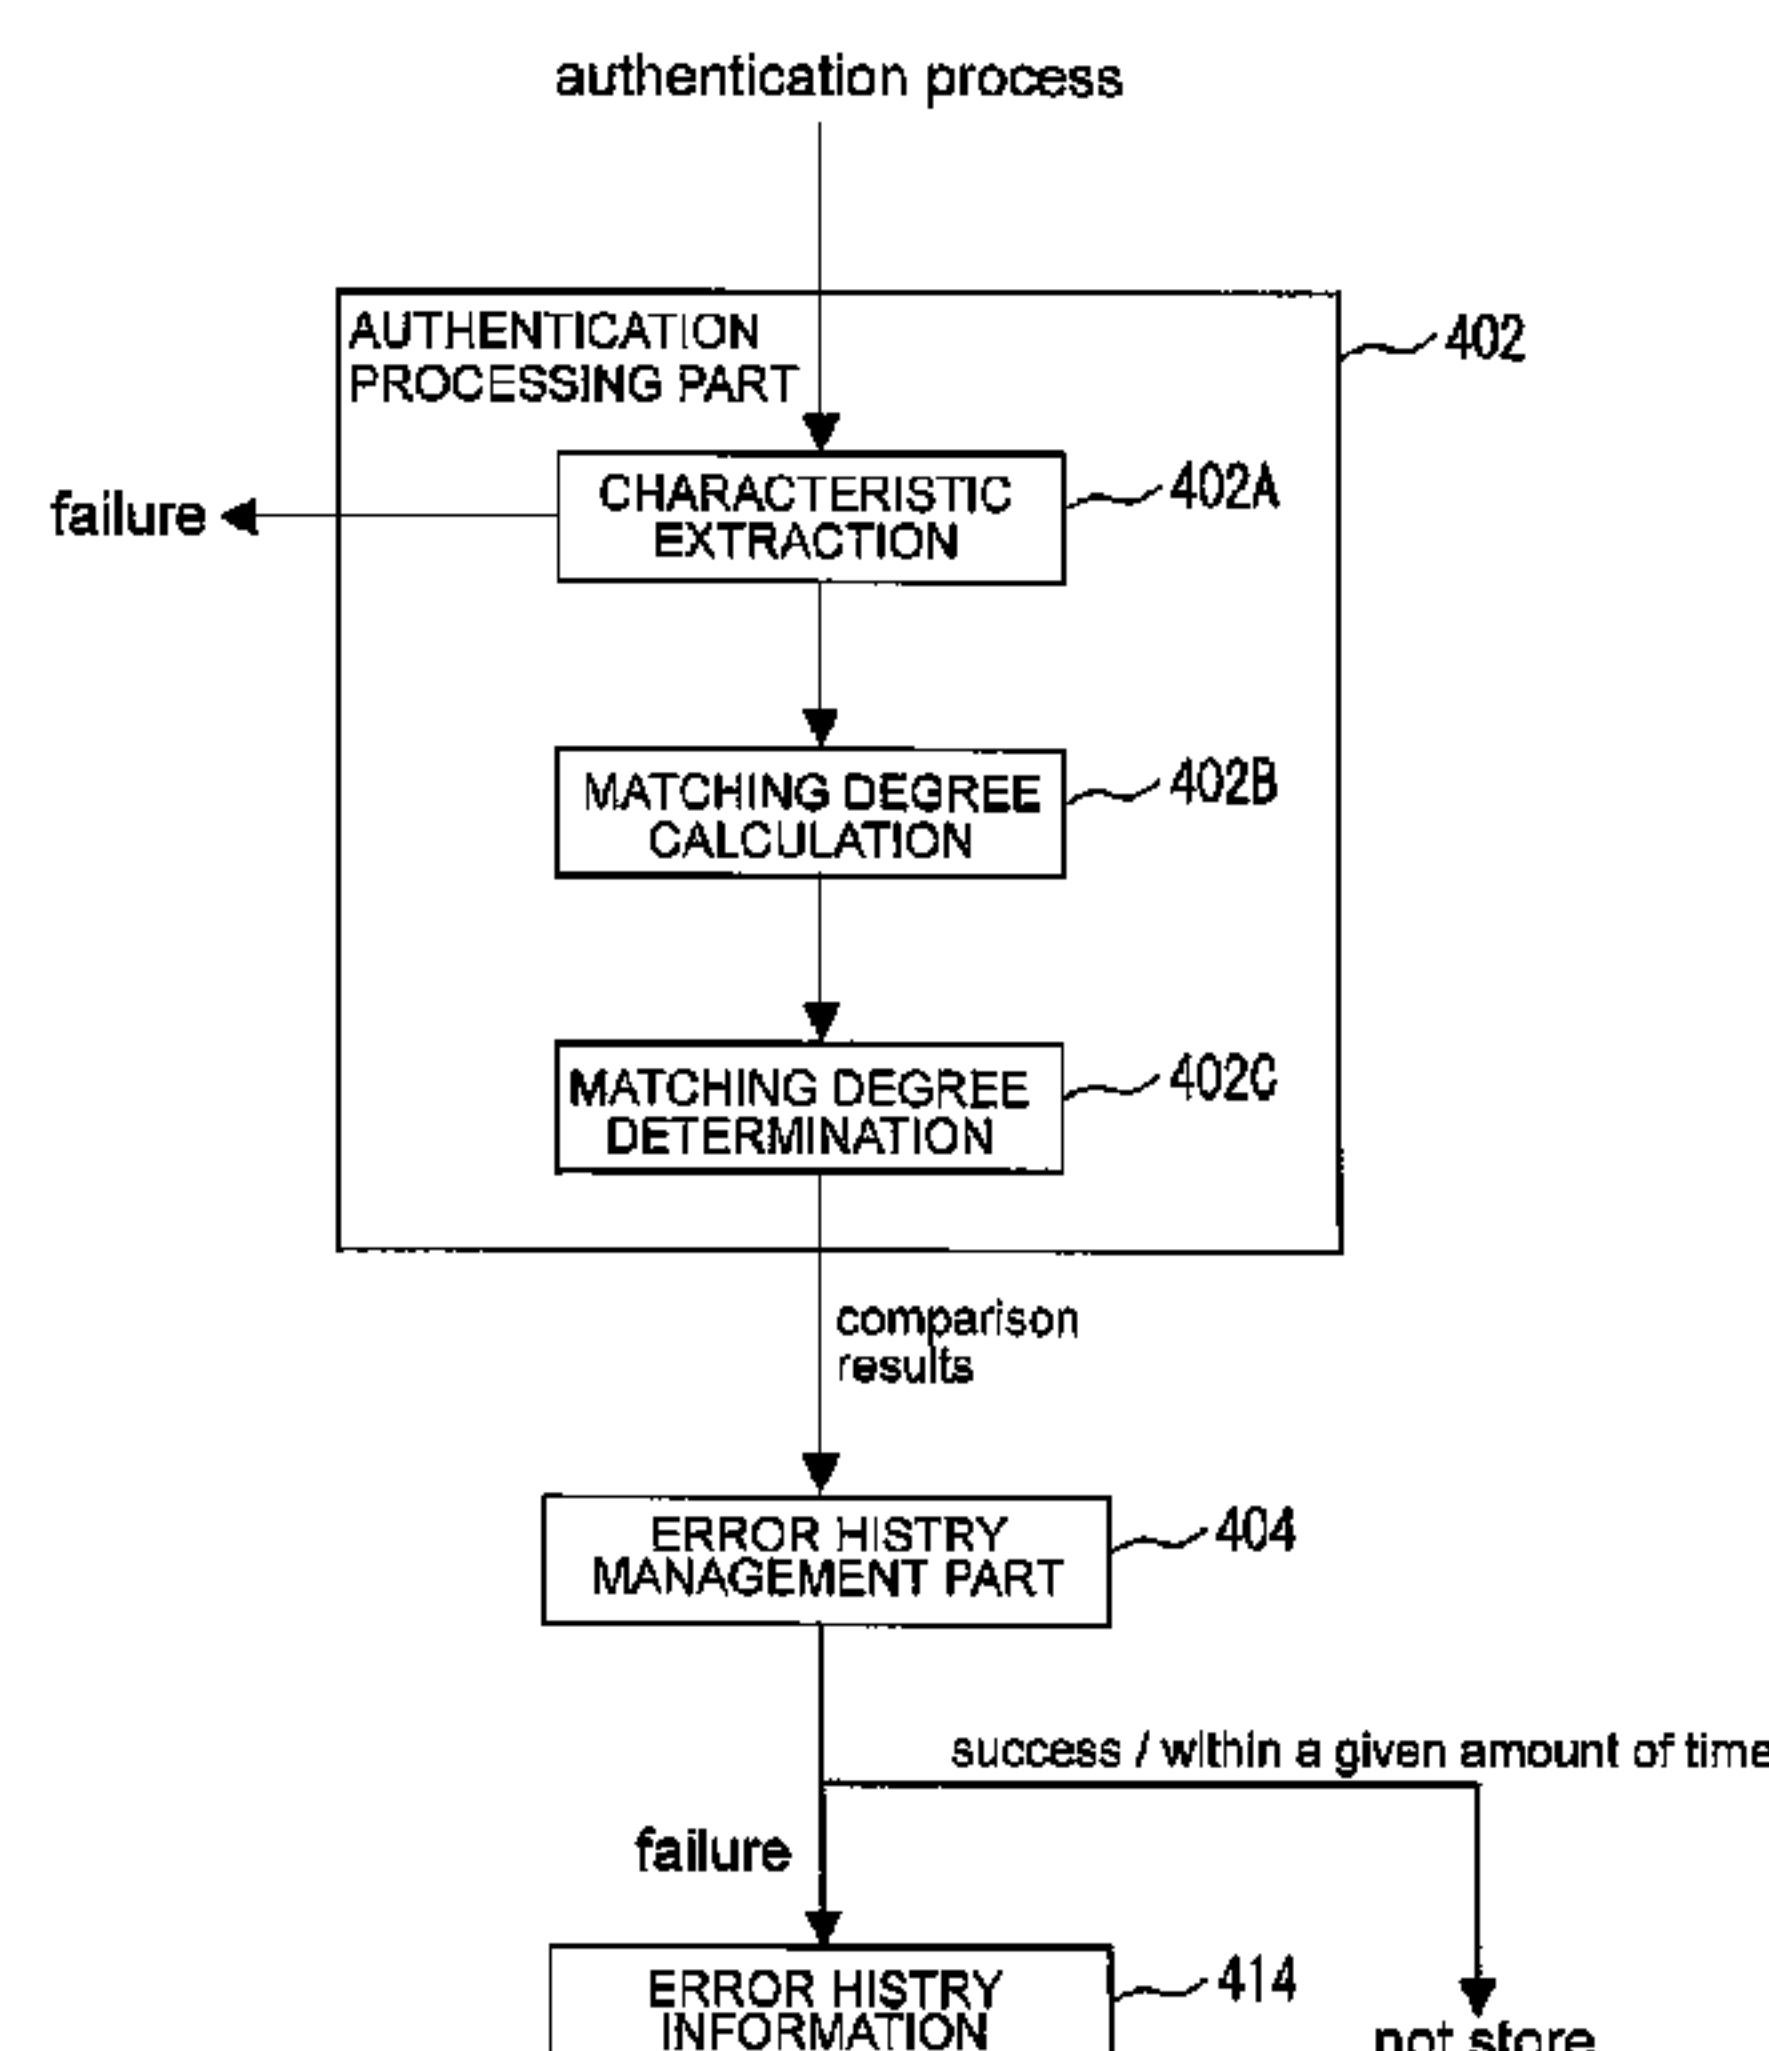 authentication process
AUTHENTICATION
PROCESSING PART
402
failure
CHARACTERISTIC
EXTRACTION
402A
MATCHING DEGREE
CALCULATION
402B
MATCHING DEGREE
DETERMINATION
402C
comparison
results
ERROR HISTRY
MANAGEMENT PART
404
success / within a given amount of time
failure
ERROR HISTRY
INFORMATION
414
not store